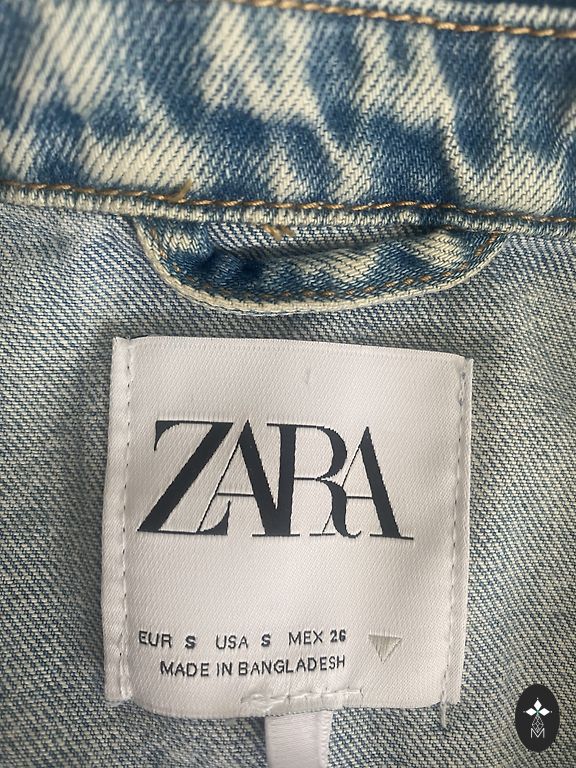 ZARA
EUR S USA S MEX 26
MADE IN BANGLADESH
M